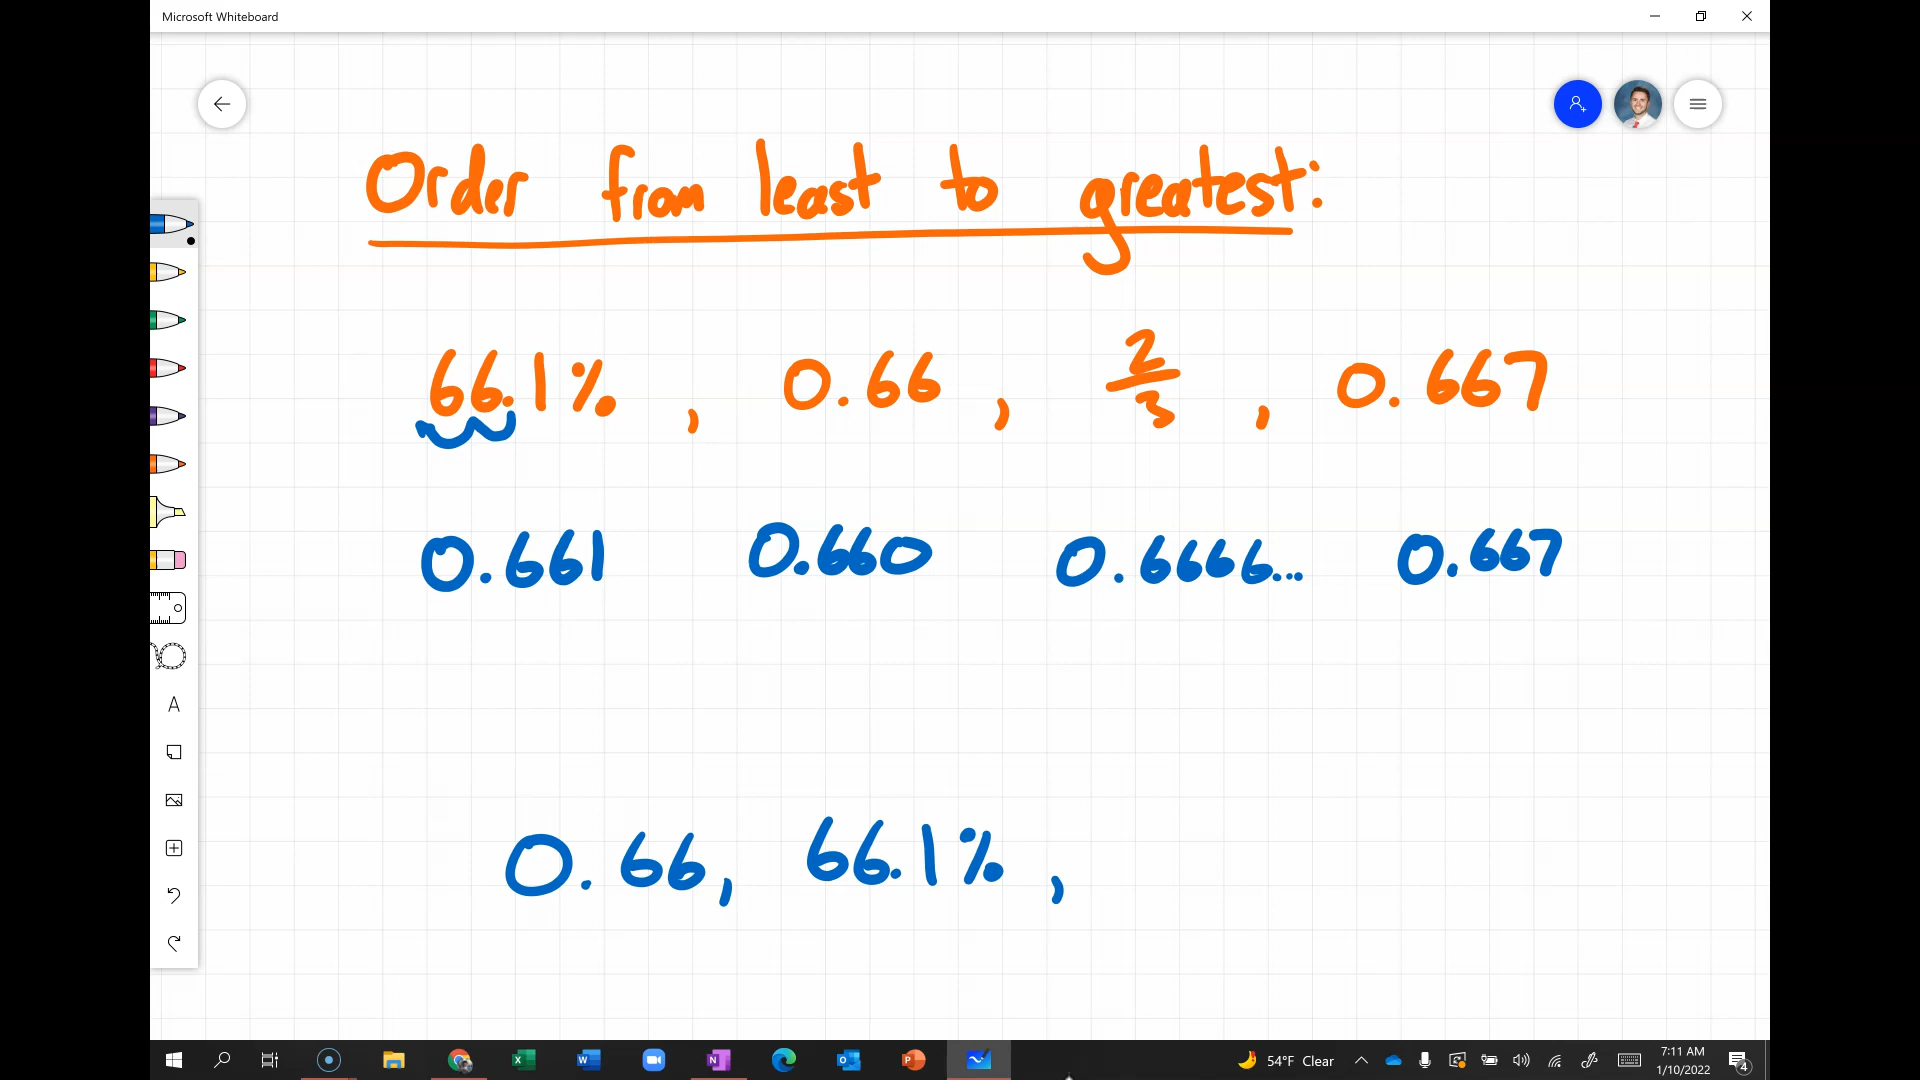 Microsoft Whiteboard
Order from least to greatest:
66.1% , 0.66 , 2/3 , 0.667
0.661 0.660 0.6666... 0.667
0.66, 66.1% ,
54°F Clear
7:11 AM
1/10/2022
4